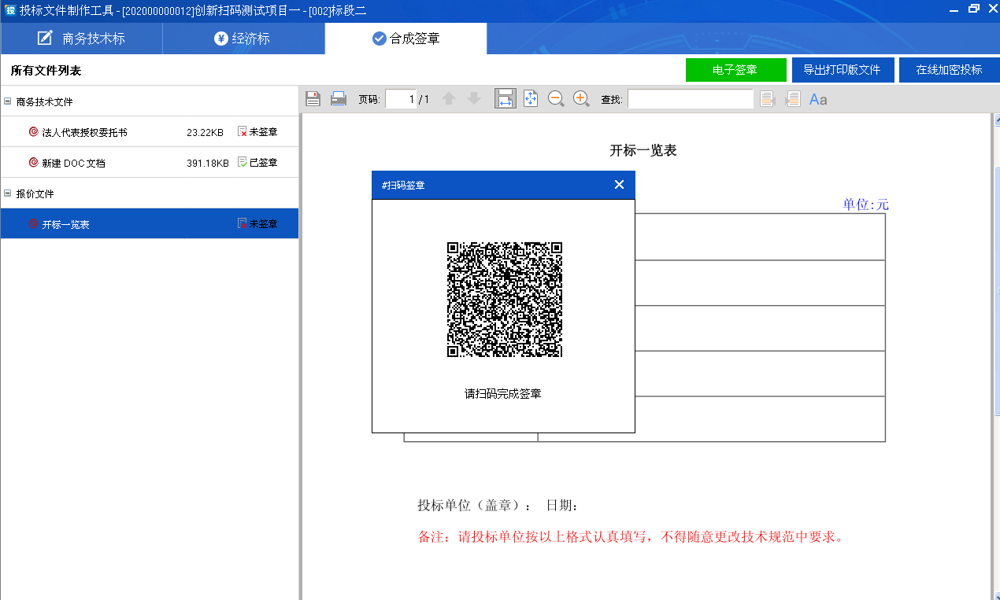 投 投标文件制作工具 - [202000000012]创新扫码测试项目一 - [002]标段二
商务技术标 ¥ 经济标 合成签章
所有文件列表 电子签章 导出打印版文件 在线加密投标
商务技术文件
法人代表授权委托书 23.22KB 未签章
新建 DOC 文档 391.18KB 已签章
报价文件
开标一览表 未签章
页码: 1 / 1 查找: Aa
开标一览表
单位:元
#扫码签章
请扫码完成签章
投标单位（盖章）： 日期：
备注：请投标单位按以上格式认真填写，不得随意更改技术规范中要求。